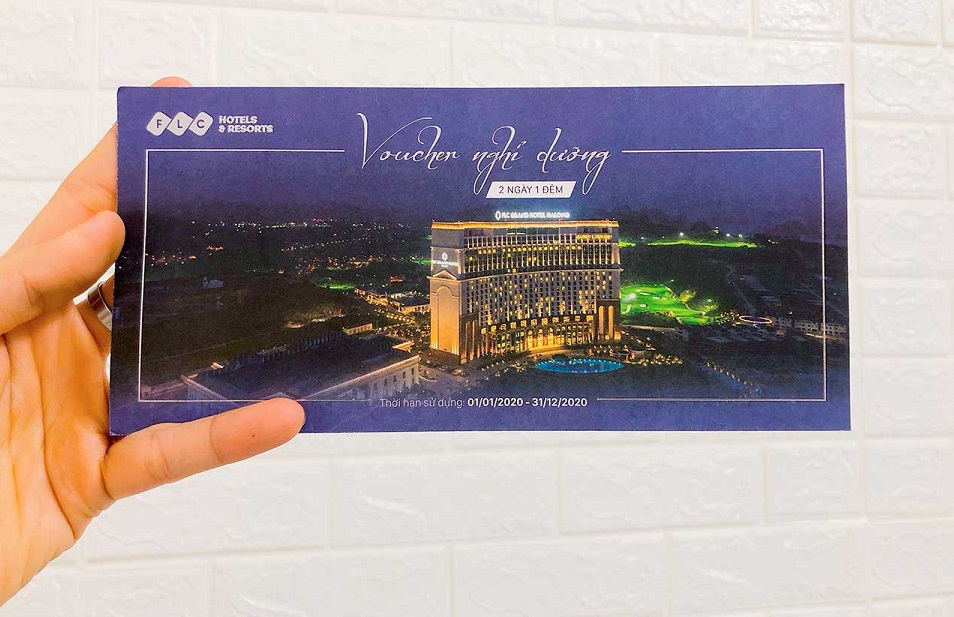 FLC HOTELS
& RESORTS
Voucher nghỉ dưỡng
2 NGÀY 1 ĐÊM
FLC GRAND HOTEL HALONG
Thời hạn sử dụng: 01/01/2020 - 31/12/2020